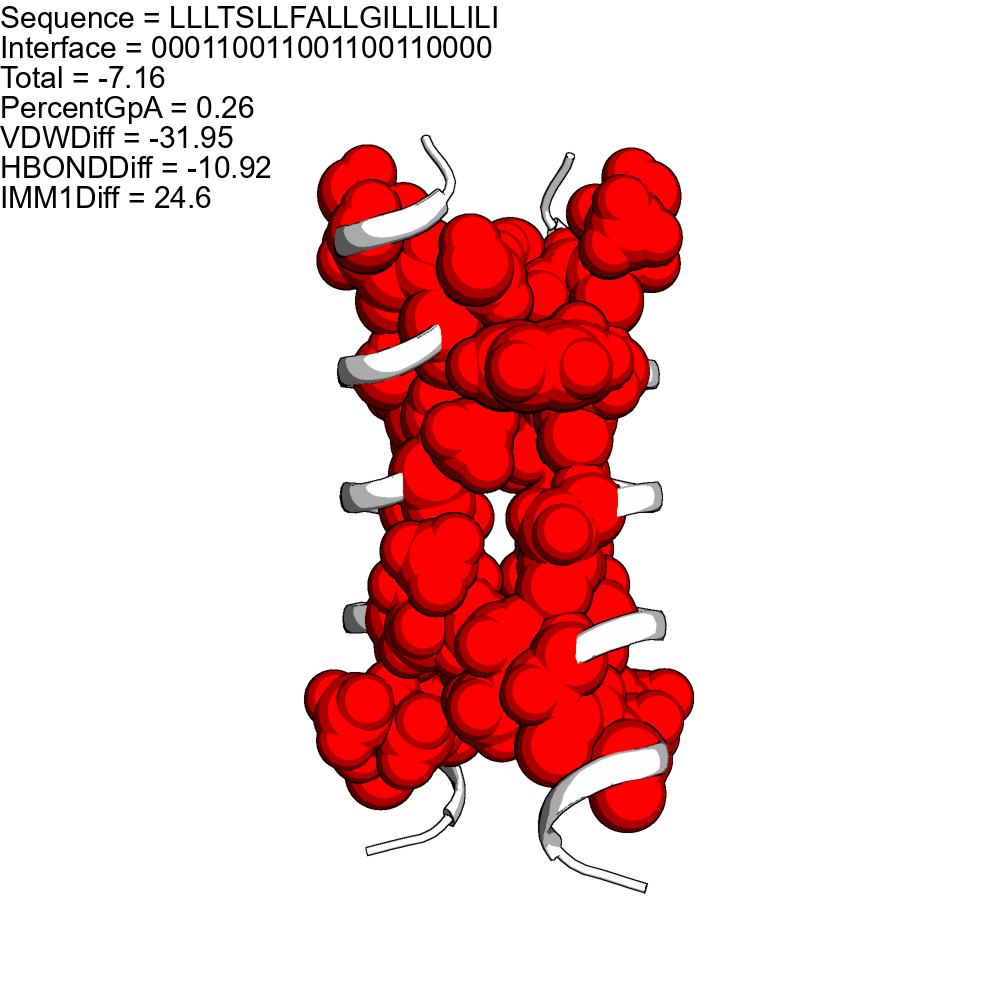 Sequence = LLLTSLLFALLGILLILLILI
Interface = 000110011001100110000
Total = -7.16
PercentGpA = 0.26
VDWDiff = -31.95
HBONDDiff = -10.92
IMM1Diff = 24.6